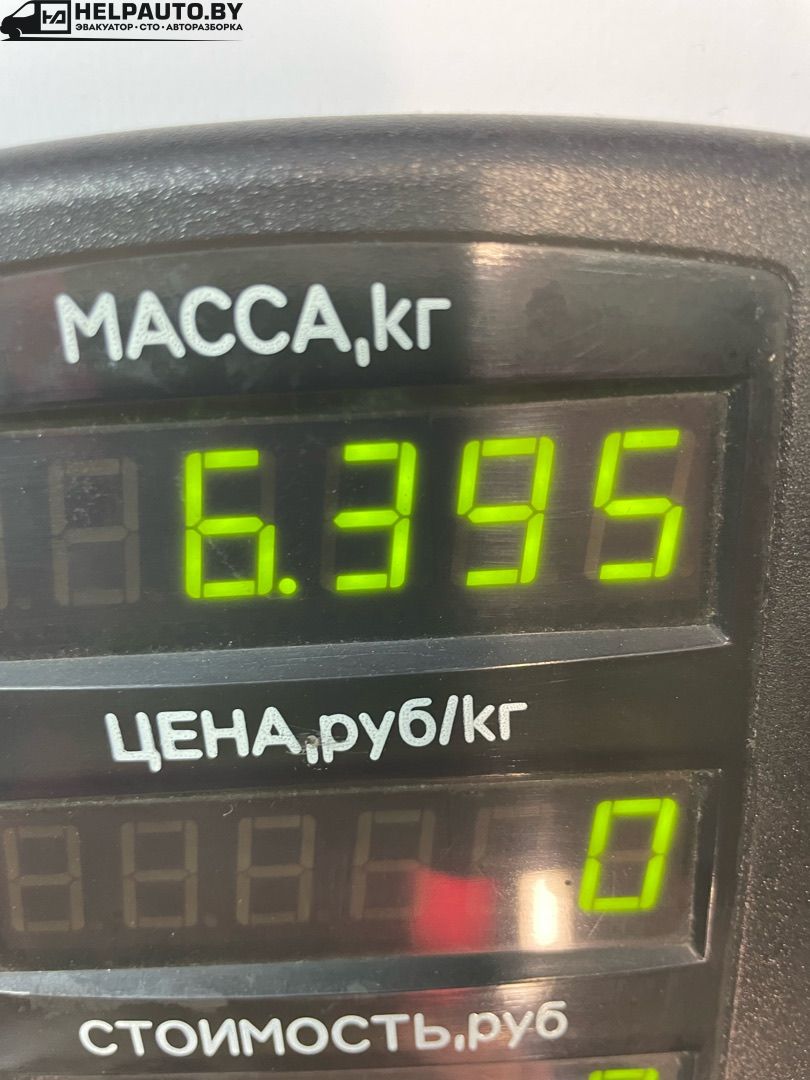 HELPAUTO.BY
ЭВАКУАТОР • СТО • АВТОРАЗБОРКА
МАССА,кг
6.395
ЦЕНА,руб/кг
0
СТОИМОСТЬ,руб